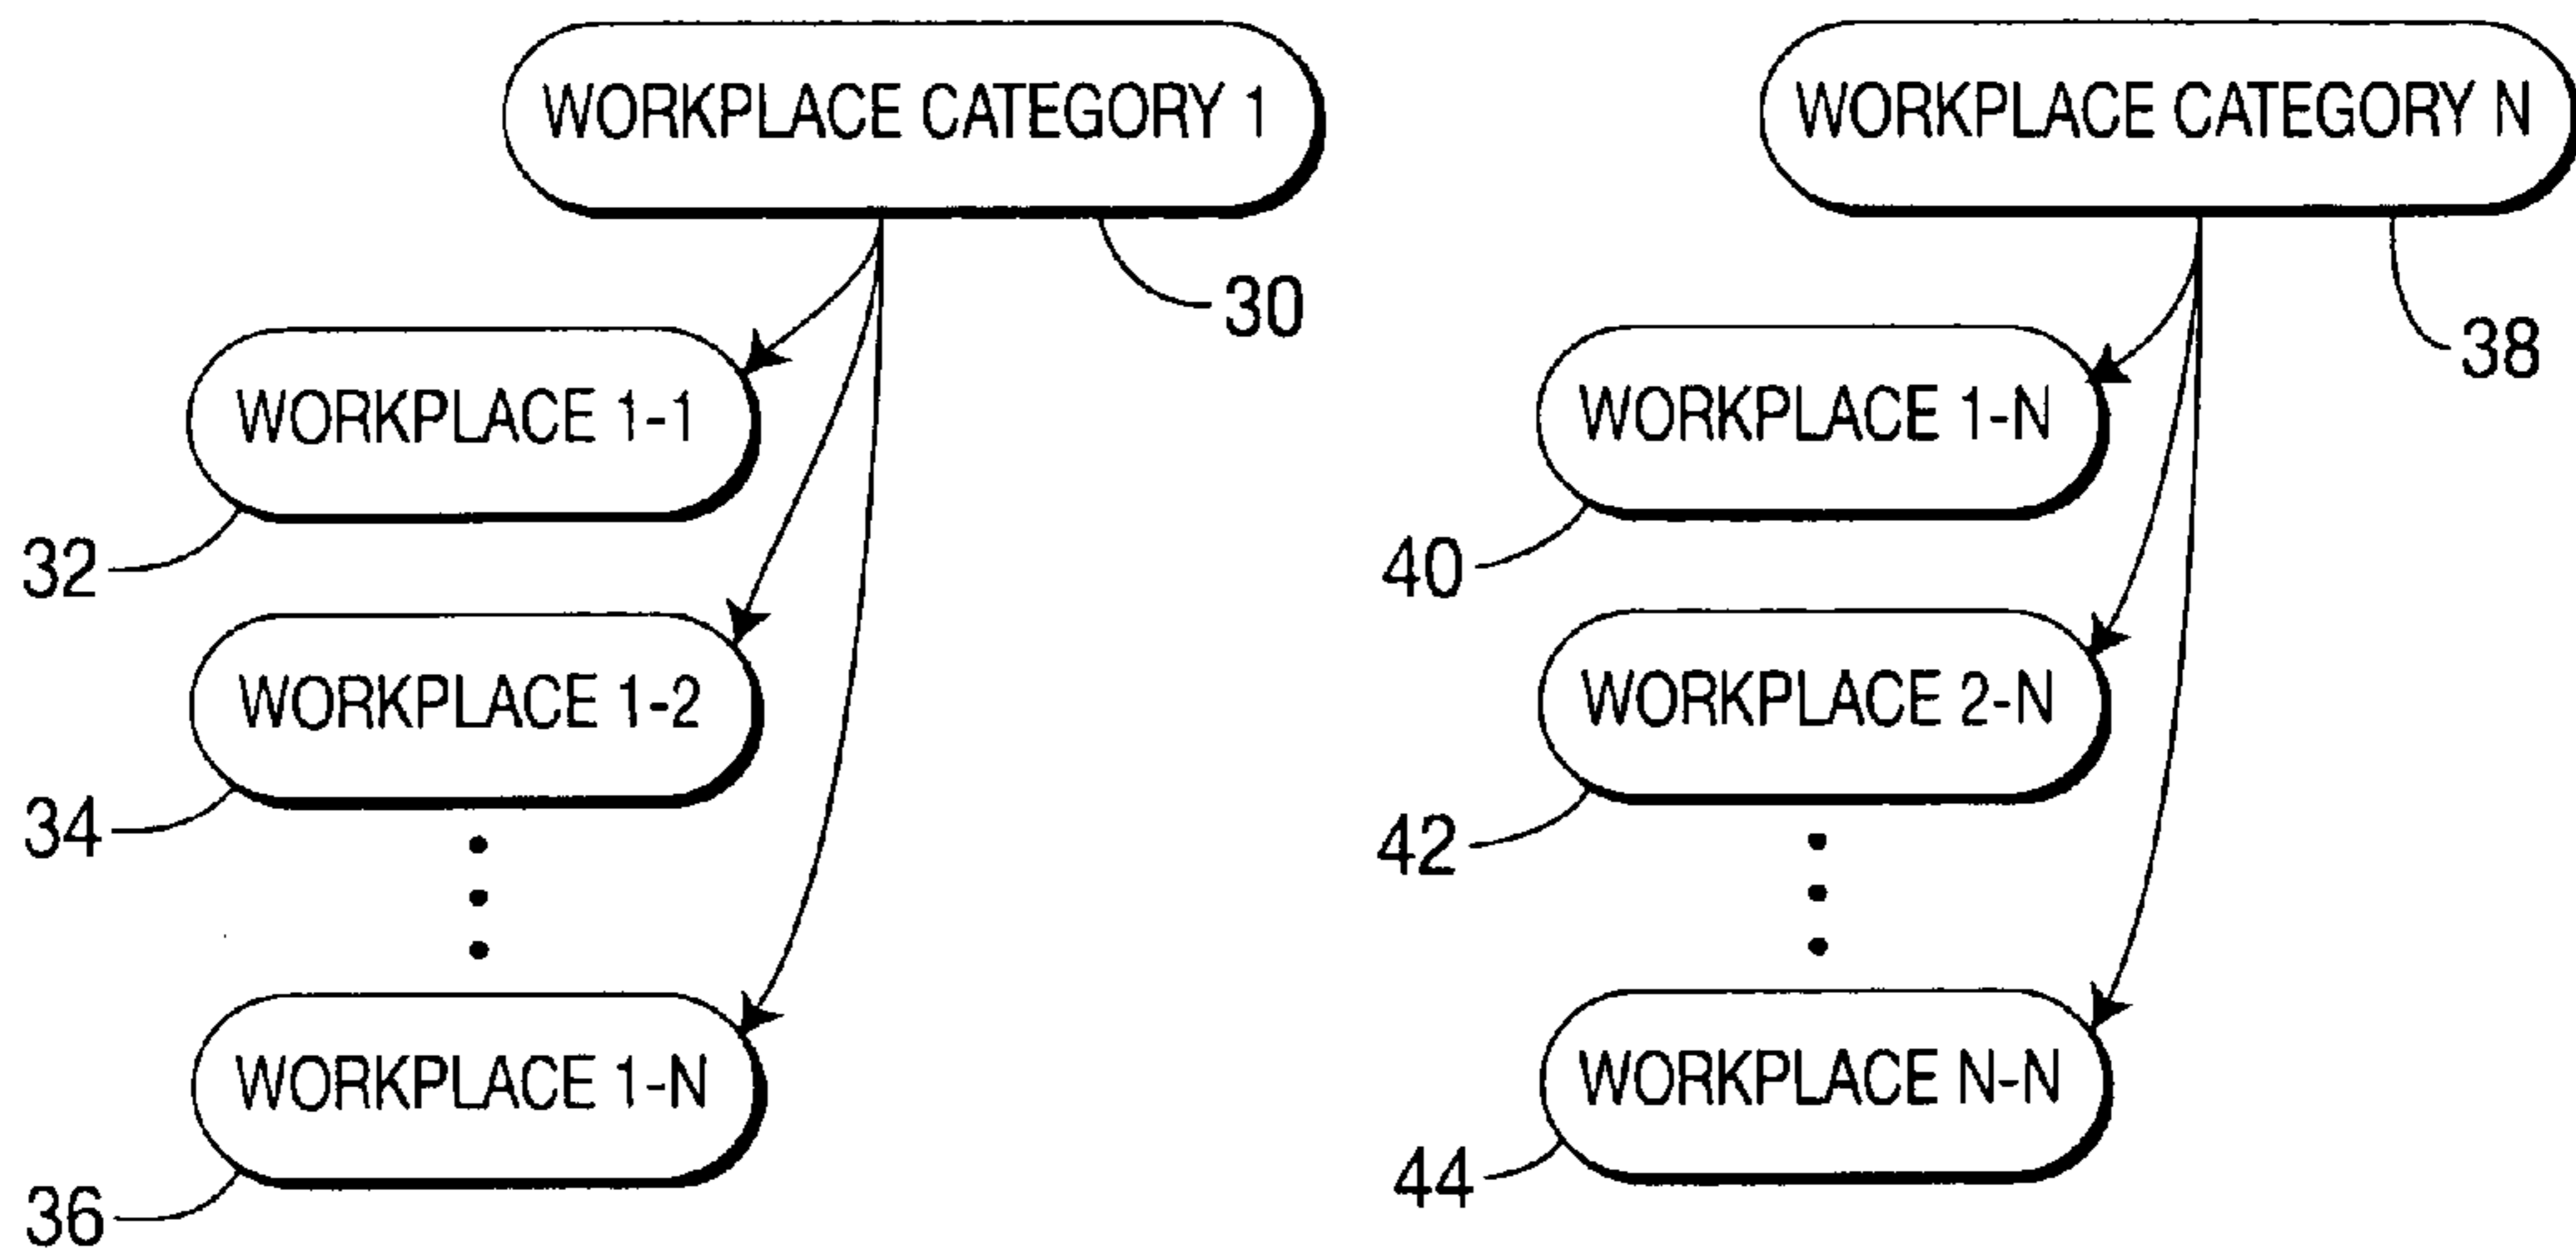 WORKPLACE CATEGORY 1
30
WORKPLACE 1-1
32
WORKPLACE 1-2
34
WORKPLACE 1-N
36
WORKPLACE CATEGORY N
38
WORKPLACE 1-N
40
WORKPLACE 2-N
42
WORKPLACE N-N
44